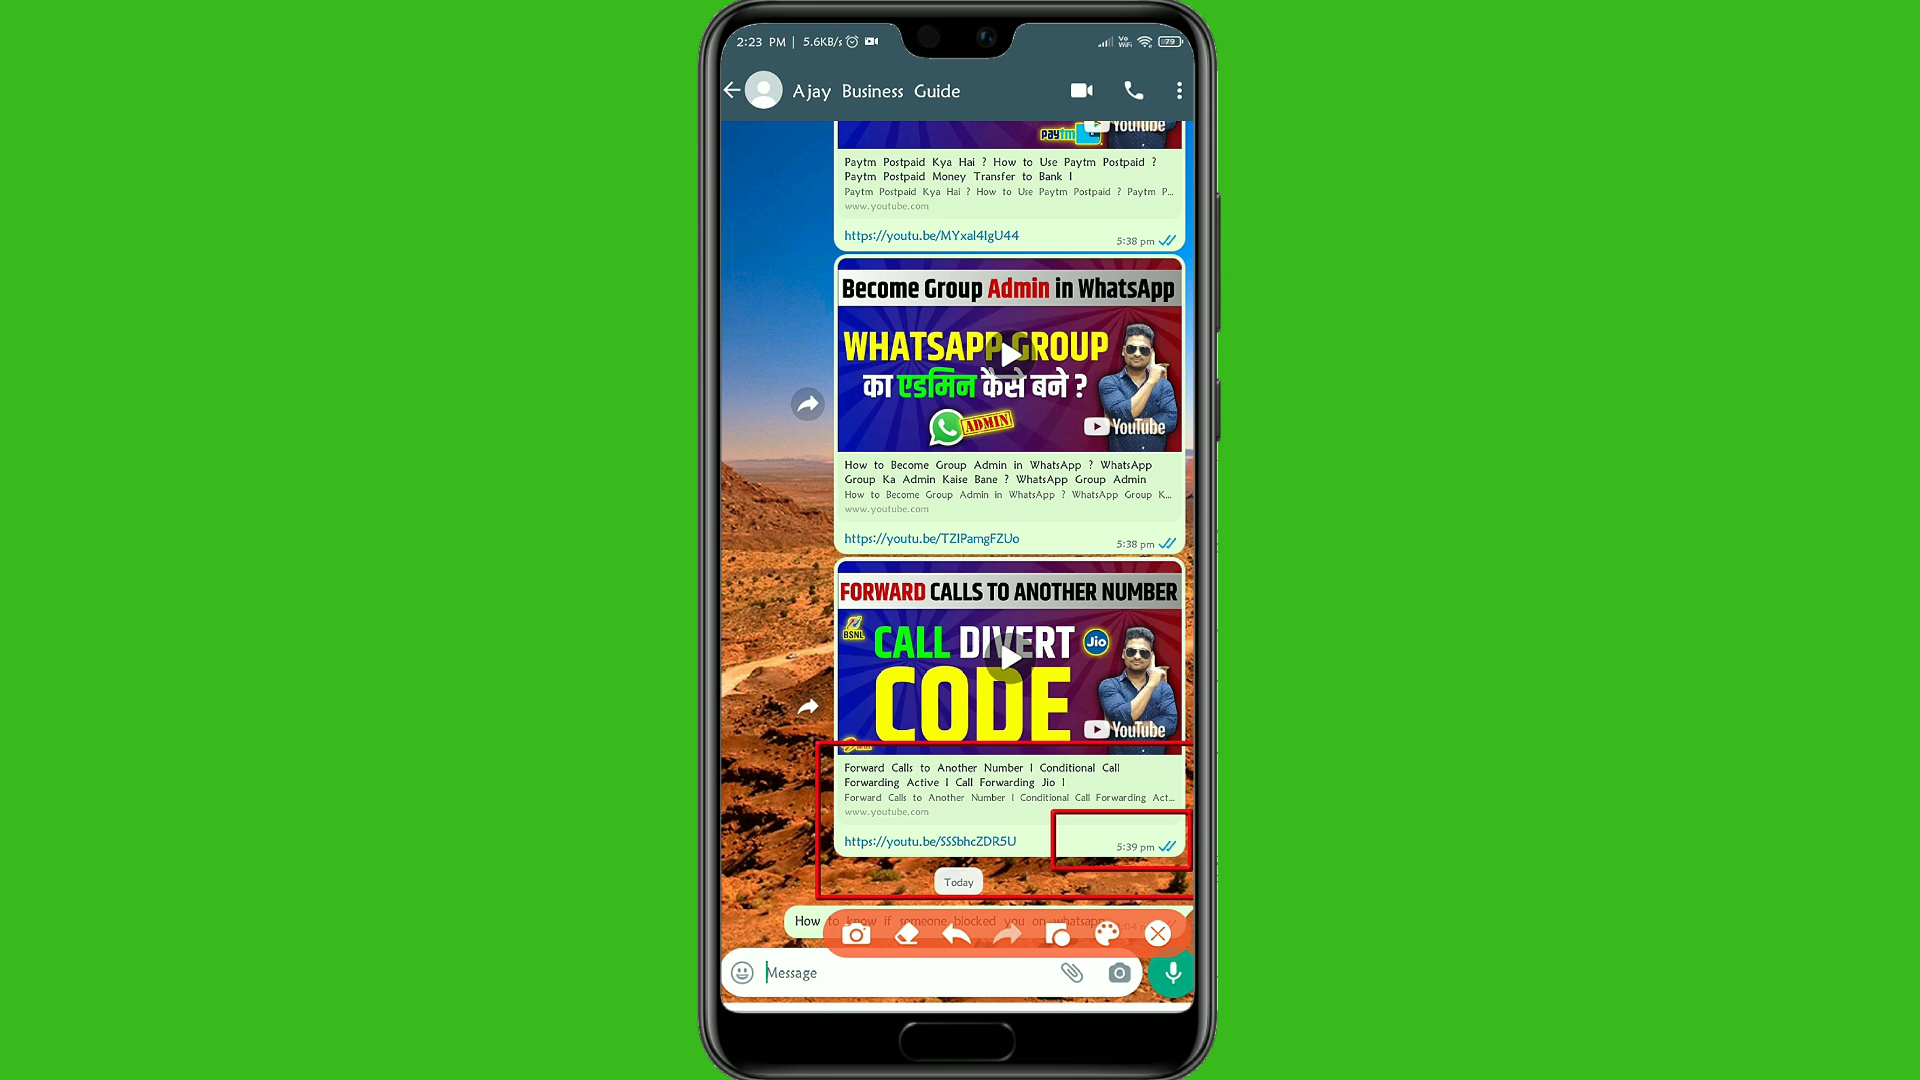 2:23 PM | 5.6KB/s
Vo
WiFi
79
Ajay Business Guide
paytm
YouTube
Paytm Postpaid Kya Hai ? How to Use Paytm Postpaid ?
Paytm Postpaid Money Transfer to Bank I
Paytm Postpaid Kya Hai ? How to Use Paytm Postpaid ? Paytm P...
www.youtube.com
https://youtu.be/MYxal4IgU44
5:38 pm
Become Group Admin in WhatsApp
WHATSAPP GROUP
का एडमिन कैसे बने ?
ADMIN
YouTube
How to Become Group Admin in WhatsApp ? WhatsApp
Group Ka Admin Kaise Bane ? WhatsApp Group Admin
How to Become Group Admin in WhatsApp ? WhatsApp Group K...
www.youtube.com
https://youtu.be/TZIPamgFZUo
5:38 pm
FORWARD CALLS TO ANOTHER NUMBER
BSNL
CALL DIVERT
Jio
CODE
YouTube
Forward Calls to Another Number I Conditional Call
Forwarding Active I Call Forwarding Jio I
Forward Calls to Another Number I Conditional Call Forwarding Act...
www.youtube.com
https://youtu.be/SSSbhcZDR5U
5:39 pm
Today
How to know if someone blocked you on whatsapp
Message